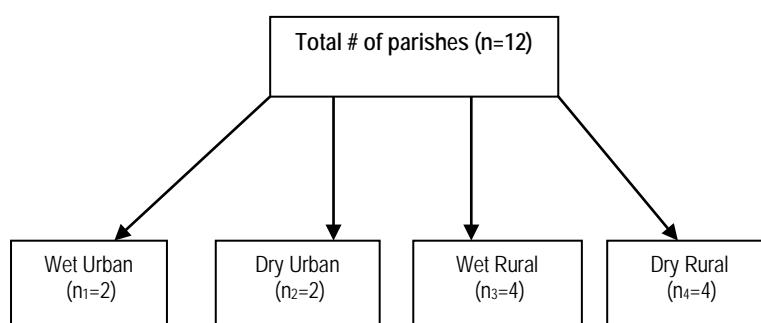 Total # of parishes (n=12)
Wet Urban
(n₁=2)
Dry Urban
(n₂=2)
Wet Rural
(n₃=4)
Dry Rural
(n₄=4)